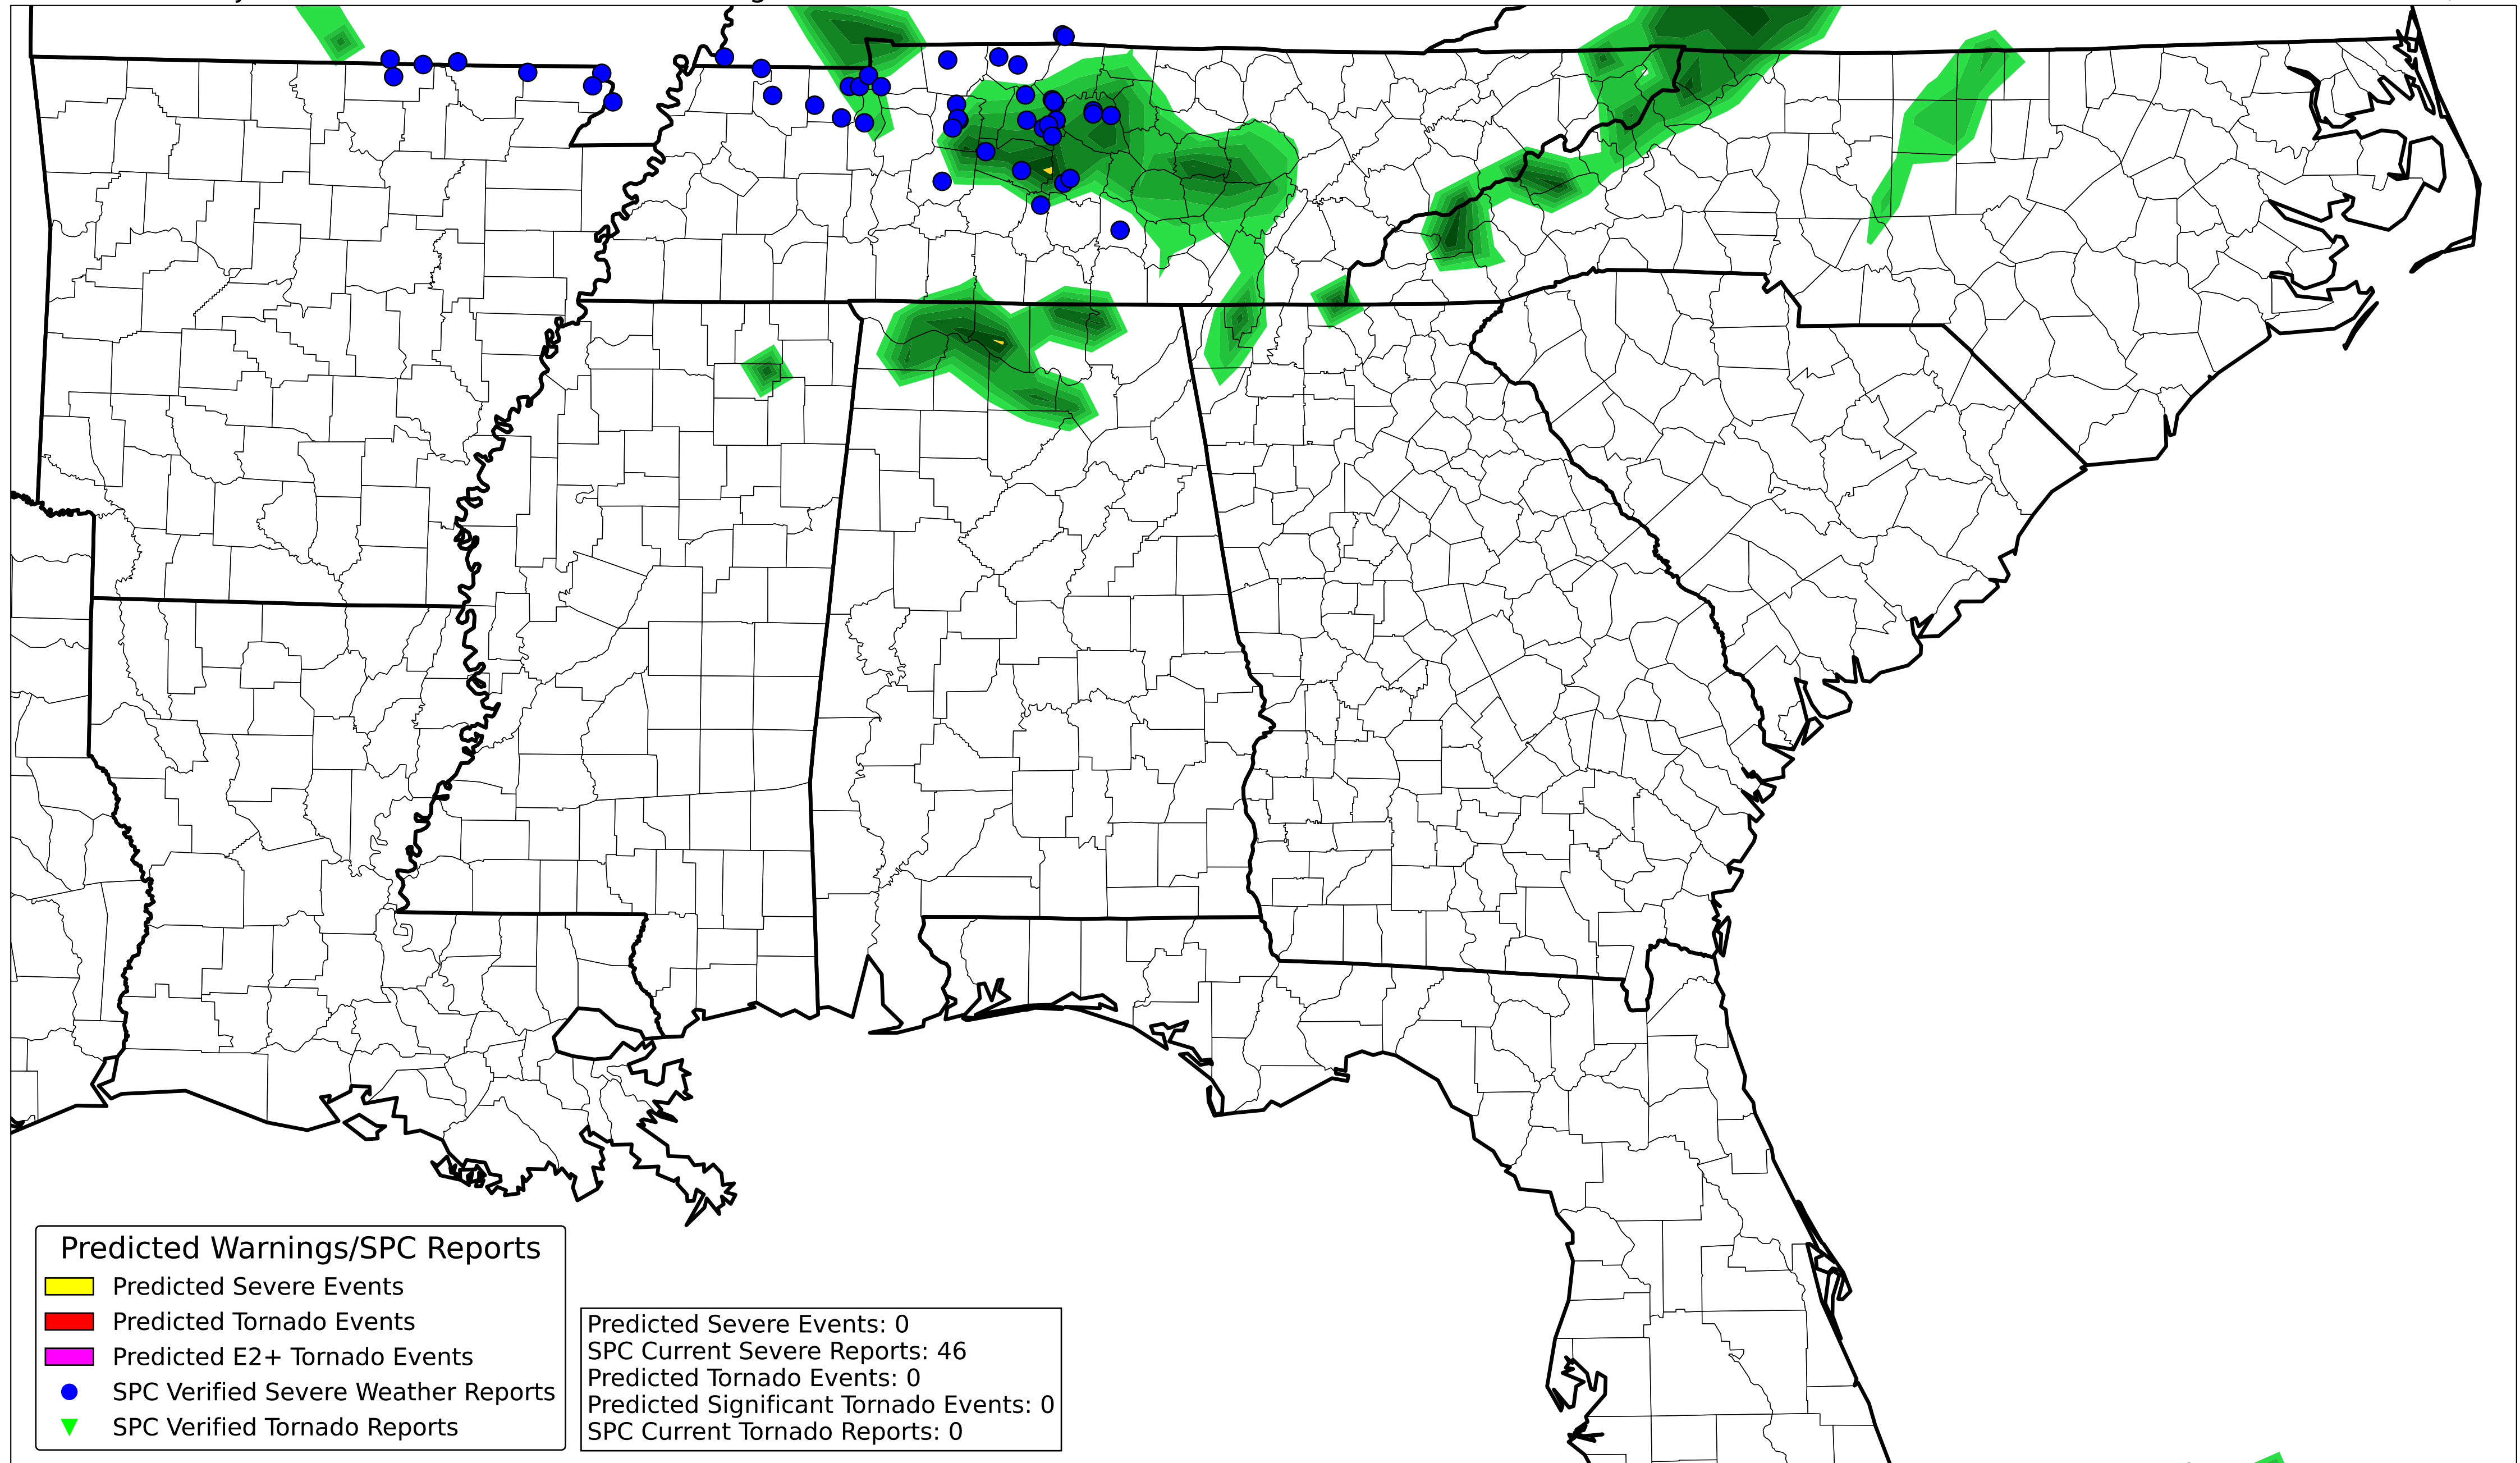 Predicted Warnings/SPC Reports
Predicted Severe Events
Predicted Tornado Events
Predicted E2+ Tornado Events
SPC Verified Severe Weather Reports
SPC Verified Tornado Reports
Predicted Severe Events: 0
SPC Current Severe Reports: 46
Predicted Tornado Events: 0
Predicted Significant Tornado Events: 0
SPC Current Tornado Reports: 0